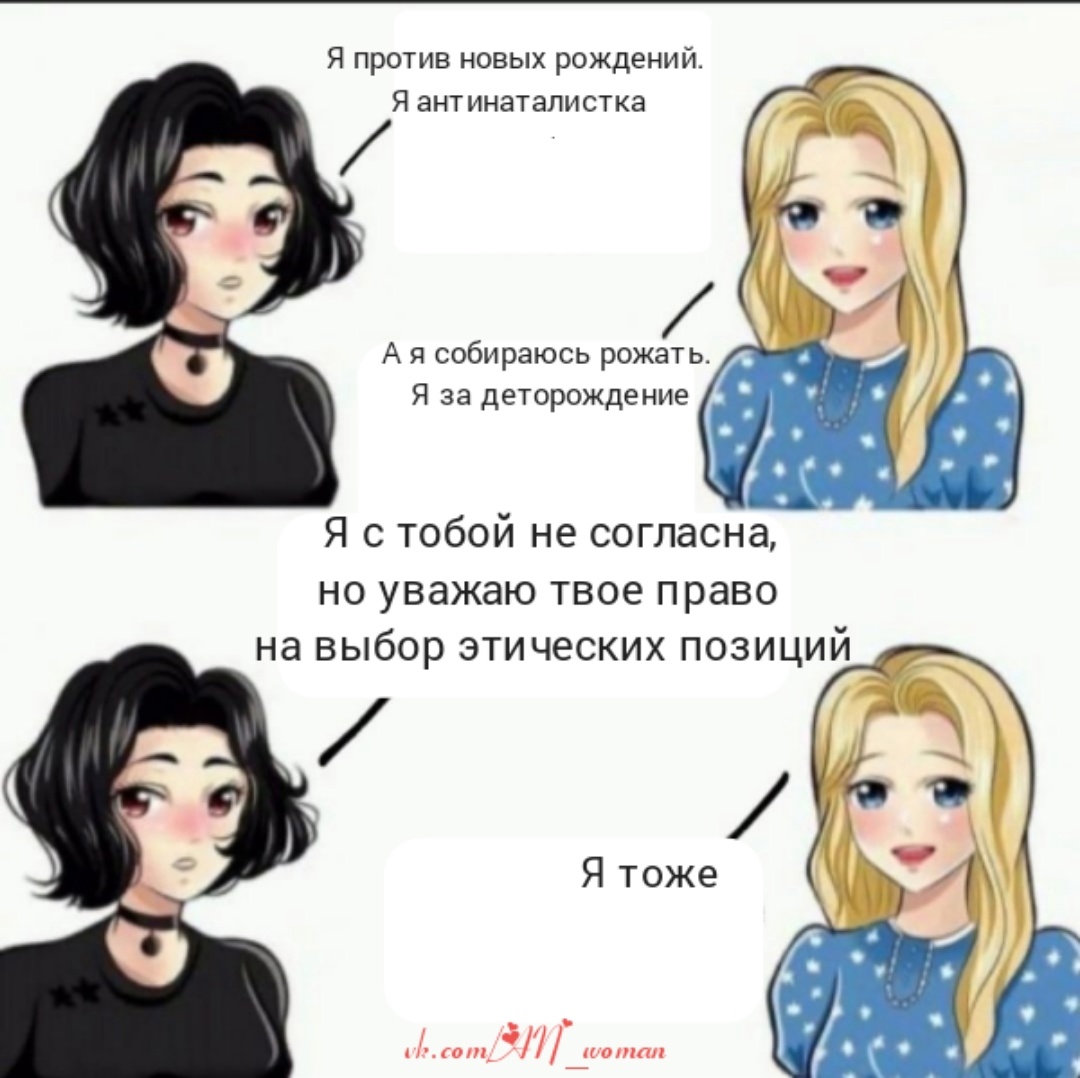 Я против новых рождений.
Я антинаталистка
А я собираюсь рожать.
Я за деторождение
Я с тобой не согласна,
но уважаю твое право
на выбор этических позиций
Я тоже
vk.com/AN_woman